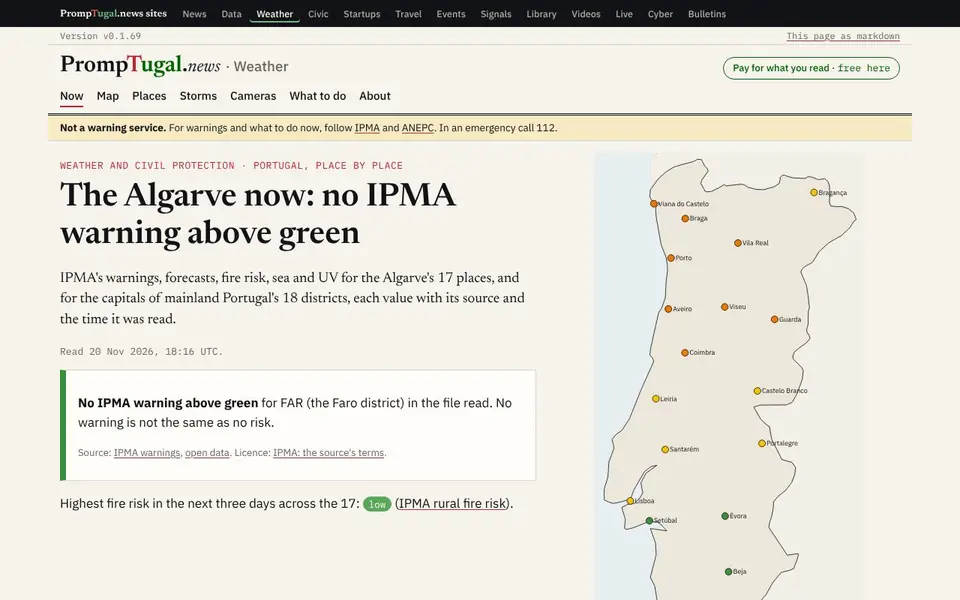 PrompTugal.news sites News Data Weather Civic Startups Travel Events Signals Library Videos Live Cyber Bulletins
Version v0.1.69 This page as markdown
PrompTugal.news · Weather
Pay for what you read · free here
Now Map Places Storms Cameras What to do About
Not a warning service. For warnings and what to do now, follow IPMA and ANEPC. In an emergency call 112.
WEATHER AND CIVIL PROTECTION · PORTUGAL, PLACE BY PLACE
The Algarve now: no IPMA
warning above green
IPMA's warnings, forecasts, fire risk, sea and UV for the Algarve's 17 places, and
for the capitals of mainland Portugal's 18 districts, each value with its source and
the time it was read.
Read 20 Nov 2026, 18:16 UTC.
No IPMA warning above green for FAR (the Faro district) in the file read. No
warning is not the same as no risk.
Source: IPMA warnings, open data. Licence: IPMA: the source's terms.
Highest fire risk in the next three days across the 17: low (IPMA rural fire risk).
Bragança
Viana do Castelo
Braga
Vila Real
Porto
Aveiro
Viseu
Guarda
Coimbra
Castelo Branco
Leiria
Portalegre
Santarém
Lisboa
Évora
Setúbal
Beja